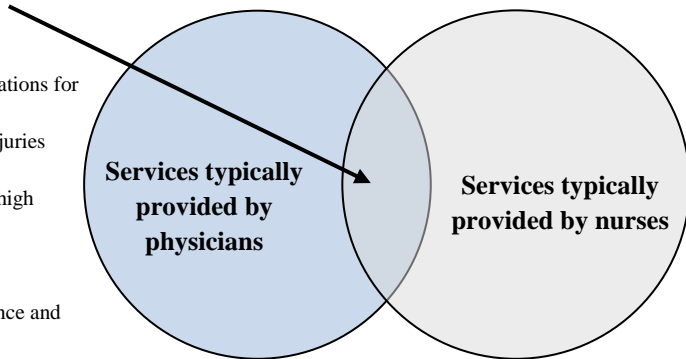 ations for
juries
high
nce and
Services typically
provided by
physicians
Services typically
provided by nurses